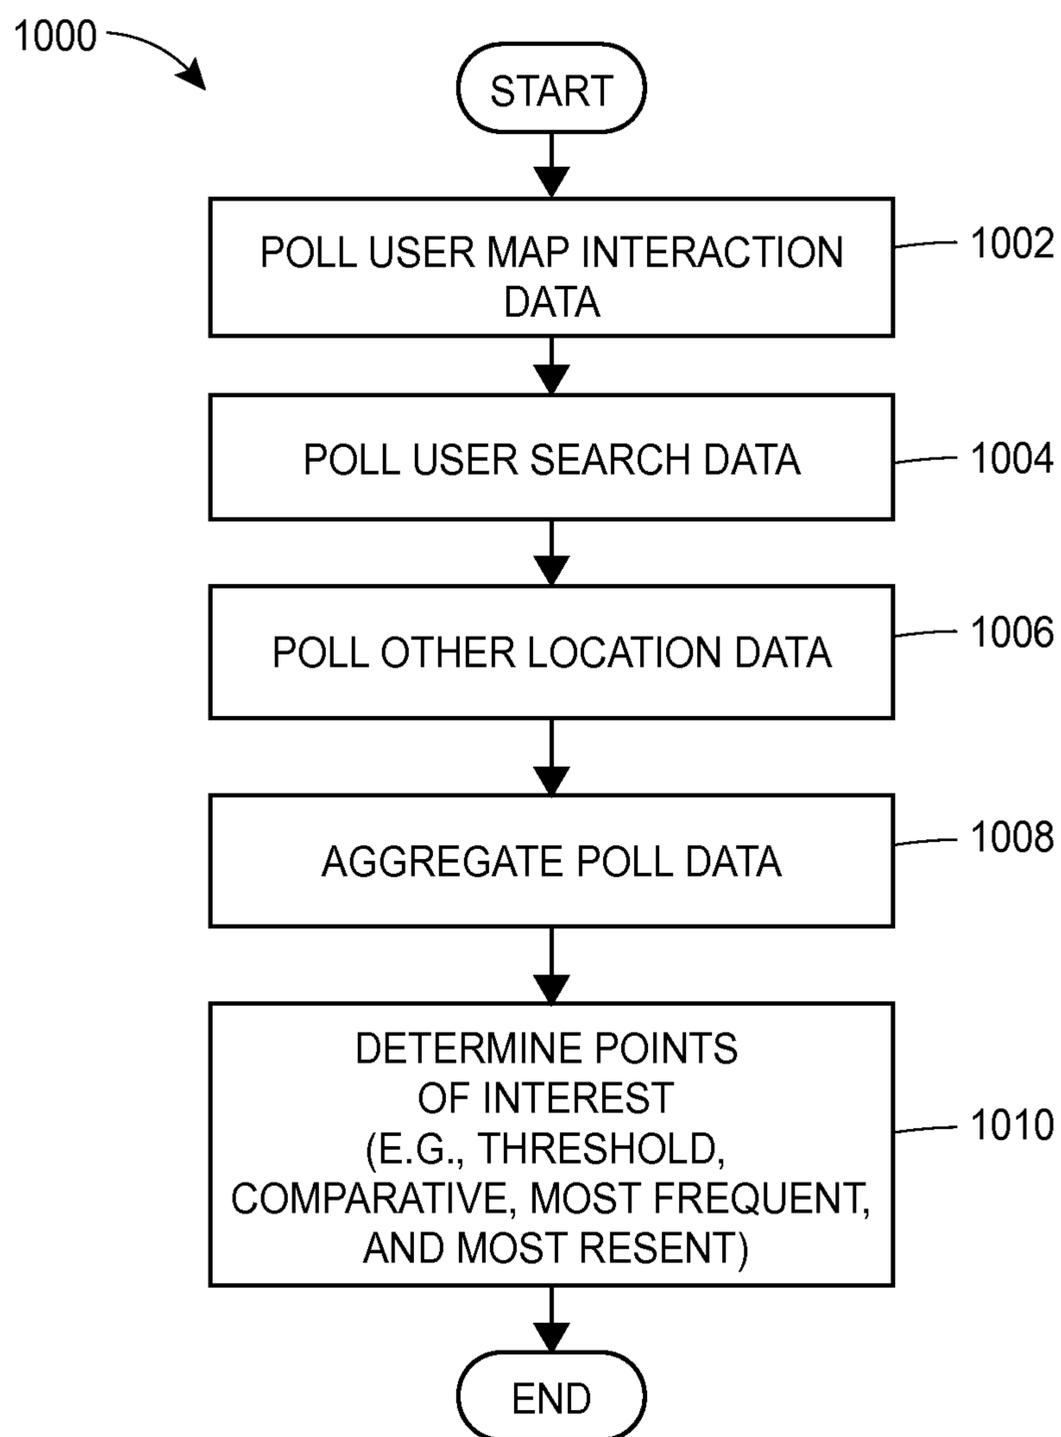 1000
START
POLL USER MAP INTERACTION
DATA
1002
POLL USER SEARCH DATA
1004
POLL OTHER LOCATION DATA
1006
AGGREGATE POLL DATA
1008
DETERMINE POINTS
OF INTEREST
(E.G., THRESHOLD,
COMPARATIVE, MOST FREQUENT,
AND MOST RESENT)
1010
END